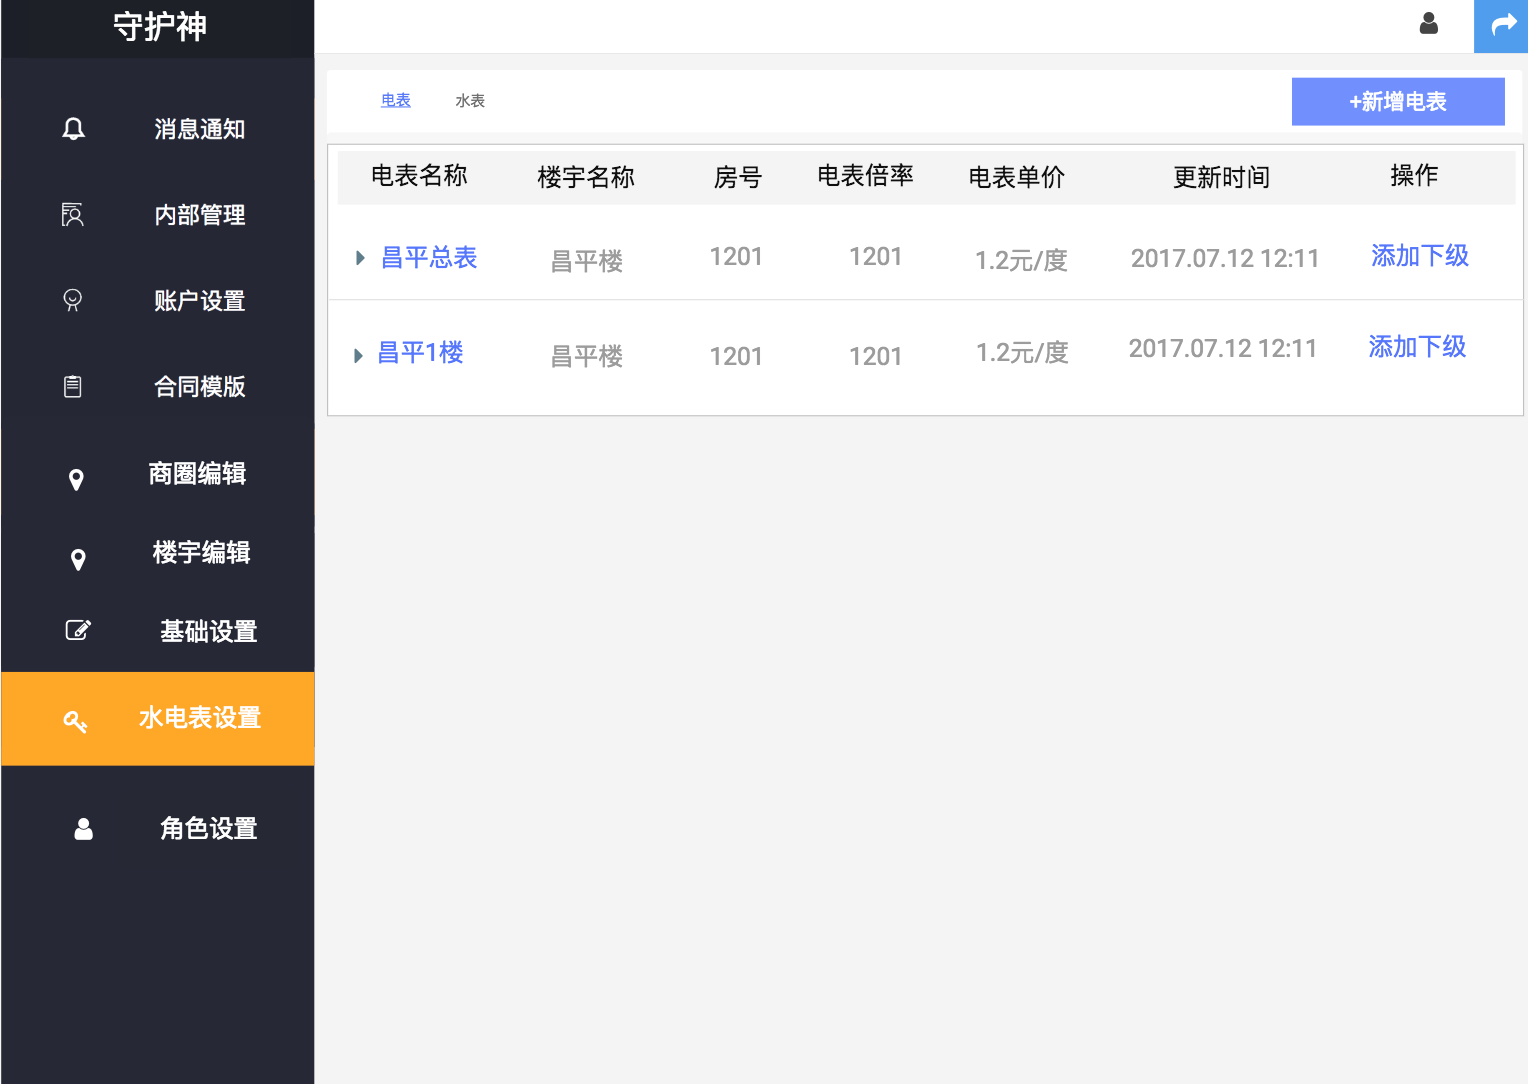 守护神
消息通知
内部管理
账户设置
合同模版
商圈编辑
楼宇编辑
基础设置
水电表设置
角色设置
电表 水表 +新增电表
电表名称 楼宇名称 房号 电表倍率 电表单价 更新时间 操作
昌平总表 昌平楼 1201 1201 1.2元/度 2017.07.12 12:11 添加下级
昌平1楼 昌平楼 1201 1201 1.2元/度 2017.07.12 12:11 添加下级